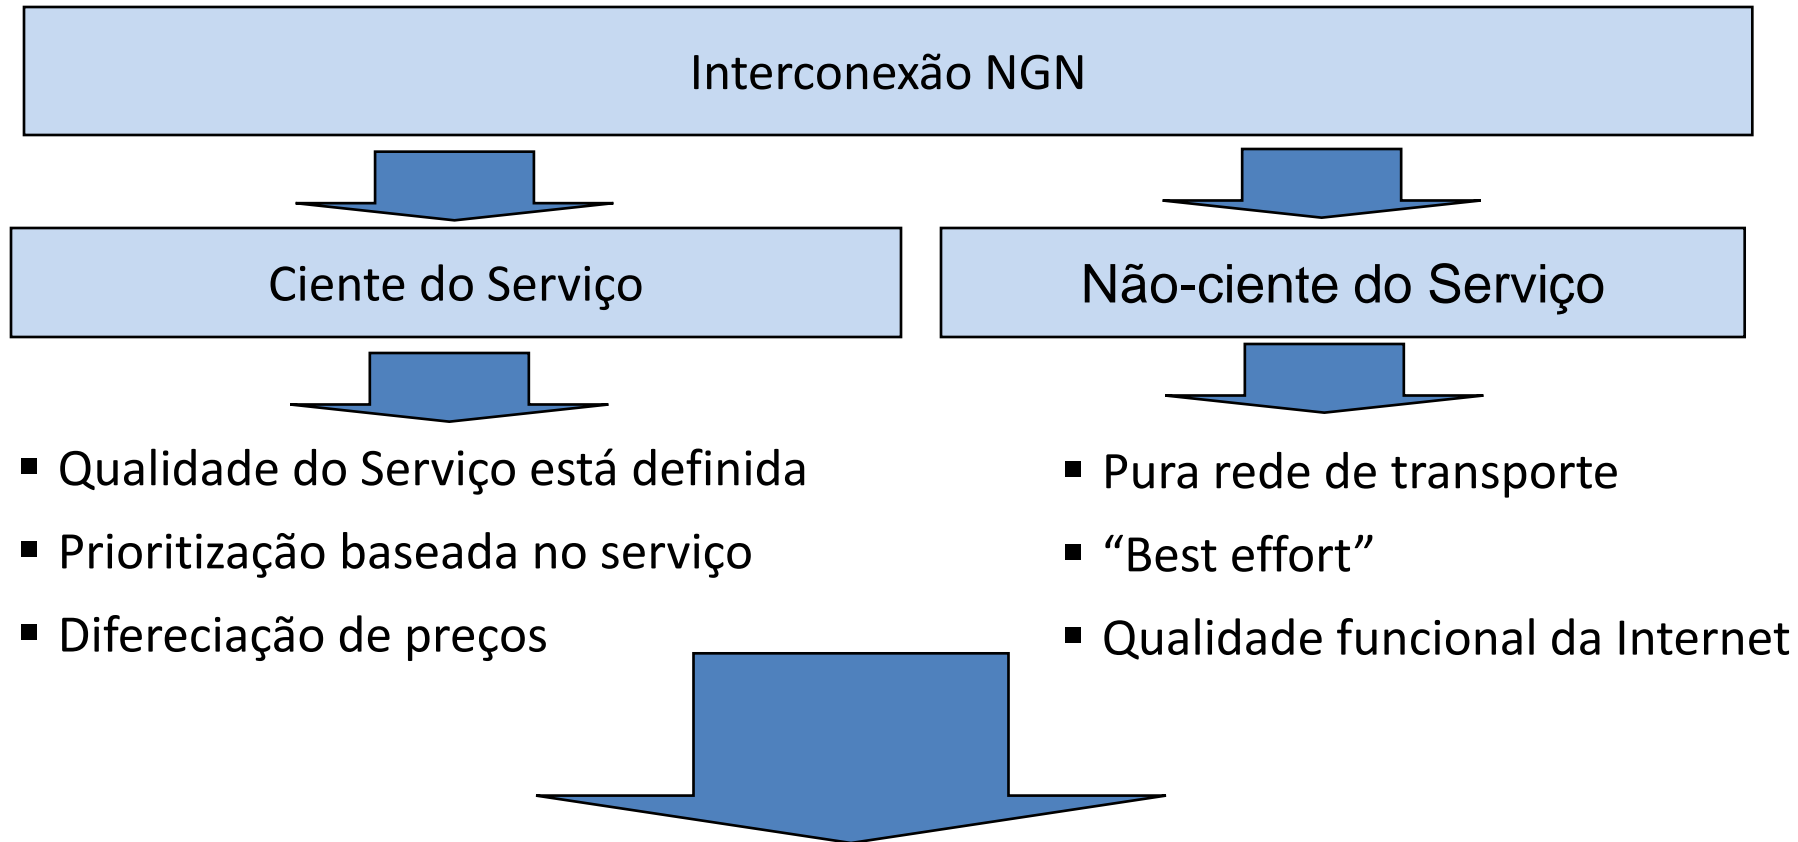 Interconexão NGN
Ciente do Serviço
Não-ciente do Serviço
▪ Qualidade do Serviço está definida
▪ Prioritização baseada no serviço
▪ Difereciação de preços
▪ Pura rede de transporte
▪ “Best effort”
▪ Qualidade funcional da Internet